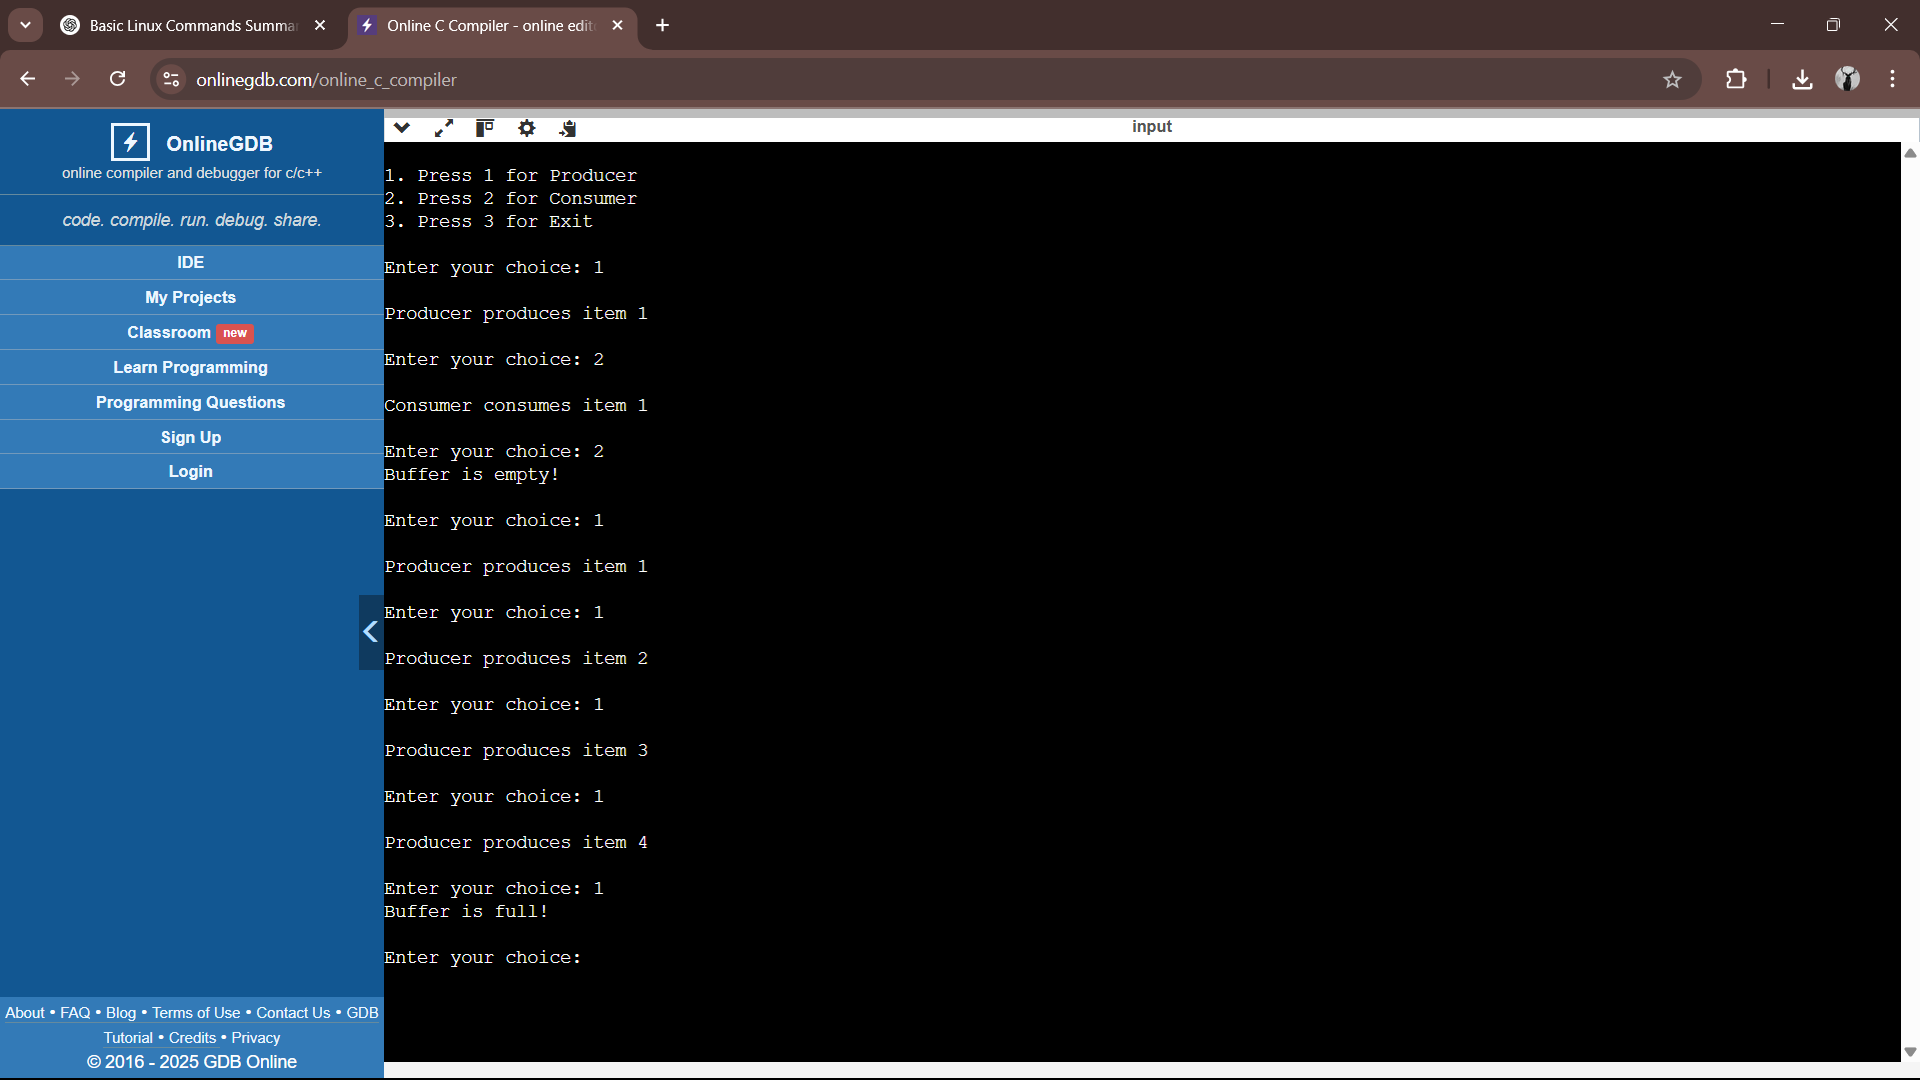 Basic Linux Commands Summa
Online C Compiler - online edit
onlinegdb.com/online_c_compiler
OnlineGDB
online compiler and debugger for c/c++
code. compile. run. debug. share.
IDE
My Projects
Classroom new
Learn Programming
Programming Questions
Sign Up
Login
About • FAQ • Blog • Terms of Use • Contact Us • GDB
Tutorial • Credits • Privacy
© 2016 - 2025 GDB Online
input
1. Press 1 for Producer
2. Press 2 for Consumer
3. Press 3 for Exit
Enter your choice: 1
Producer produces item 1
Enter your choice: 2
Consumer consumes item 1
Enter your choice: 2
Buffer is empty!
Enter your choice: 1
Producer produces item 1
Enter your choice: 1
Producer produces item 2
Enter your choice: 1
Producer produces item 3
Enter your choice: 1
Producer produces item 4
Enter your choice: 1
Buffer is full!
Enter your choice: